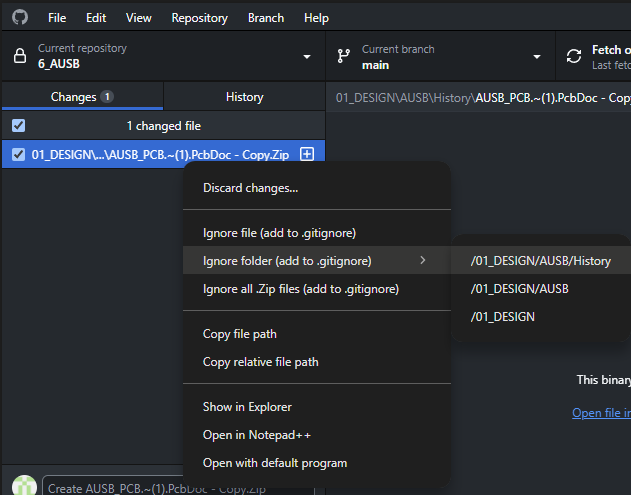 File Edit View Repository Branch Help
Current repository
6_AUSB
Current branch
main
Fetch o
Last fetc
Changes 1
History
1 changed file
01_DESIGN\AUSB\History\AUSB_PCB.~(1).PcbDoc - Copy
01_DESIGN\...\AUSB_PCB.~(1).PcbDoc - Copy.Zip
Discard changes...
Ignore file (add to .gitignore)
Ignore folder (add to .gitignore)
Ignore all .Zip files (add to .gitignore)
/01_DESIGN/AUSB/History
/01_DESIGN/AUSB
/01_DESIGN
Copy file path
Copy relative file path
Show in Explorer
Open in Notepad++
Open with default program
This binary
Open file in
Create AUSB_PCB.~(1).PcbDoc - Copy.Zip